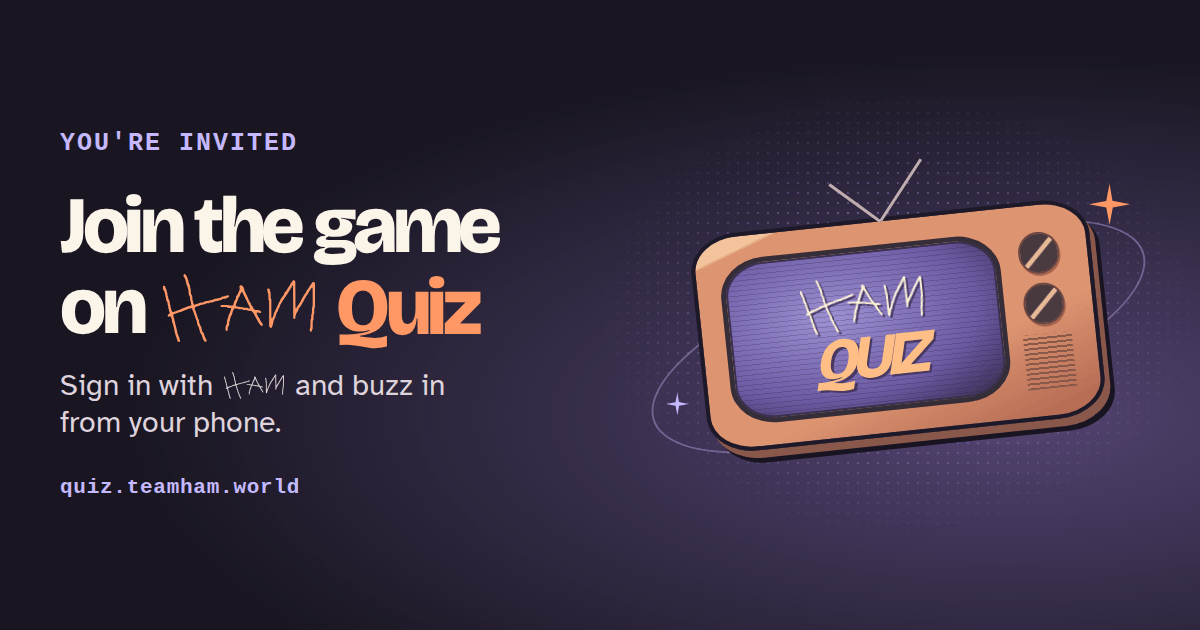 YOU'RE INVITED
Join the game
on HAM Quiz
Sign in with HAM and buzz in
from your phone.
quiz.teamham.world
HAM
QUIZ